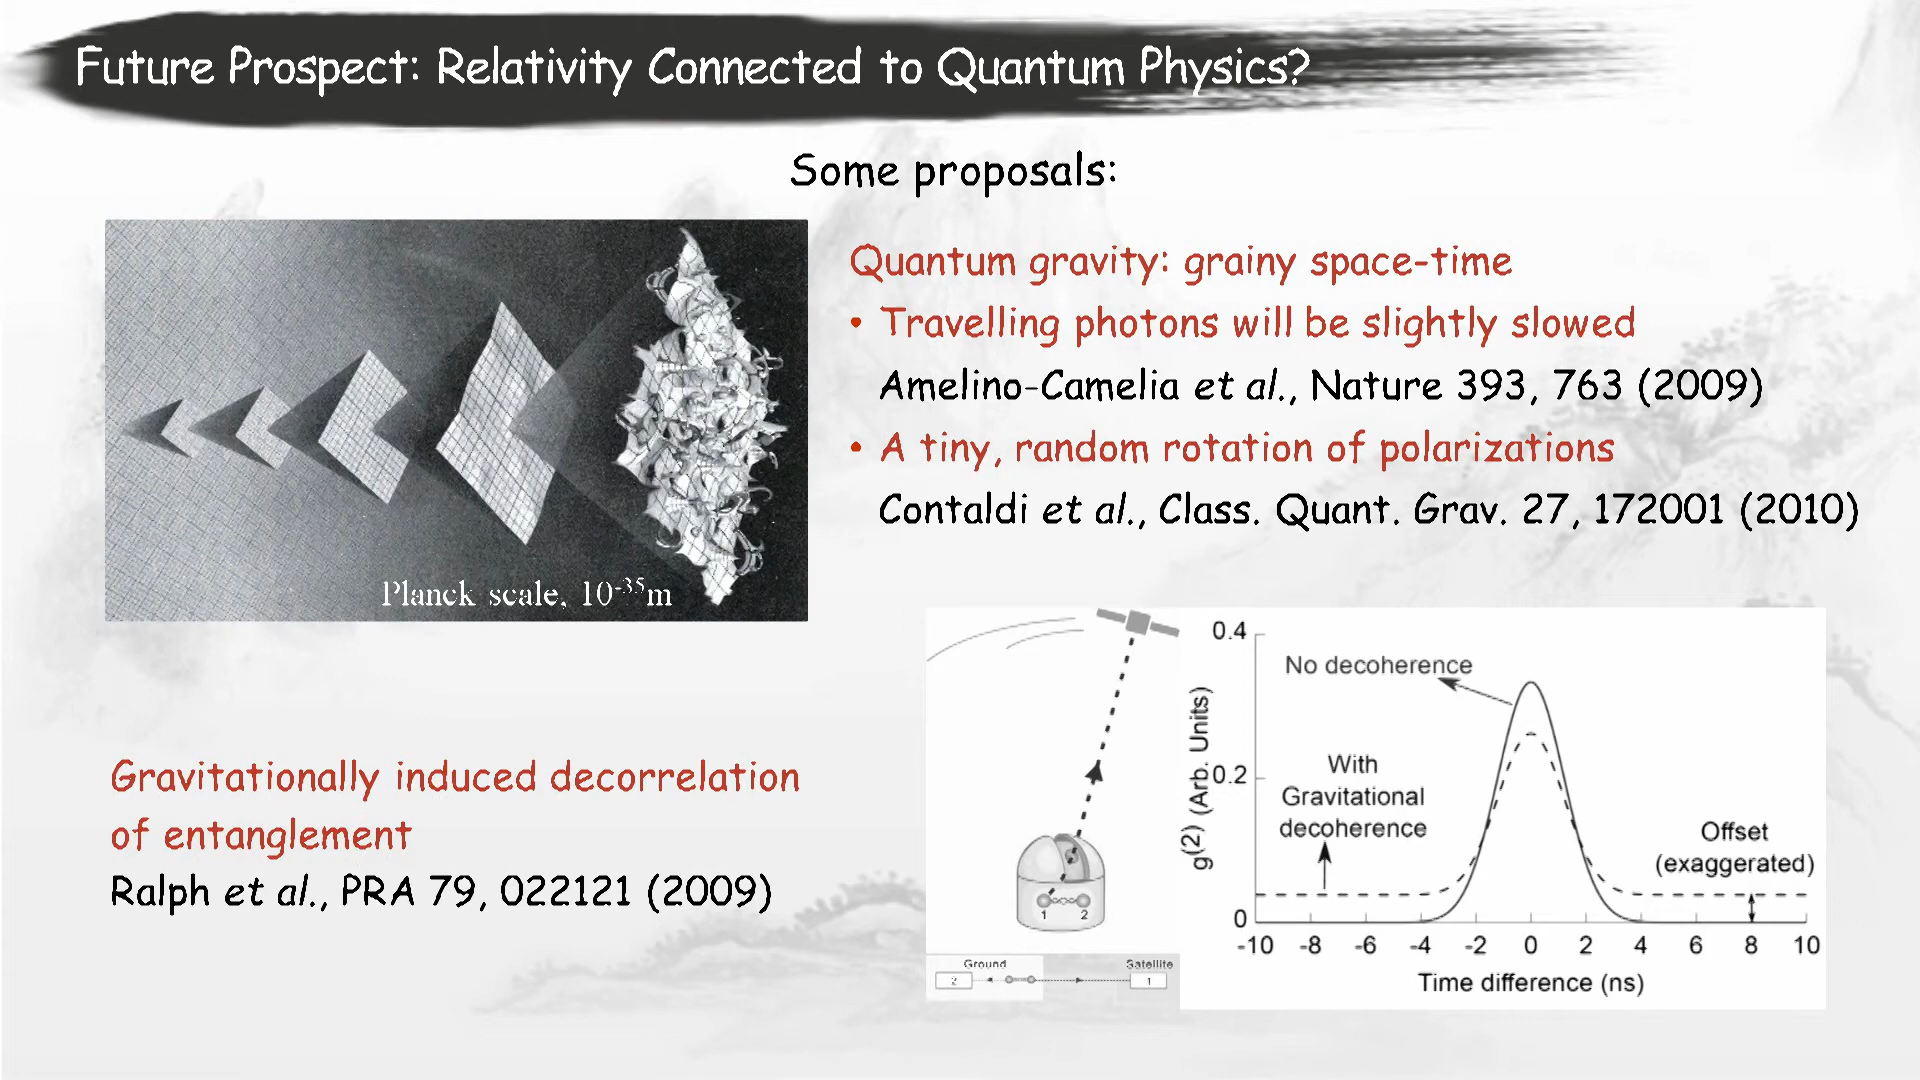 Future Prospect: Relativity Connected to Quantum Physics?
Some proposals:
Planck scale, 10⁻³⁵m
Quantum gravity: grainy space-time
• Travelling photons will be slightly slowed
Amelino-Camelia et al., Nature 393, 763 (2009)
• A tiny, random rotation of polarizations
Contaldi et al., Class. Quant. Grav. 27, 172001 (2010)
Gravitationally induced decorrelation
of entanglement
Ralph et al., PRA 79, 022121 (2009)
1 2
Ground Satellite
2 1
g⁽²⁾ (Arb. Units)
0.4
0.2
0
No decoherence
With
Gravitational
decoherence
Offset
(exaggerated)
-10 -8 -6 -4 -2 0 2 4 6 8 10
Time difference (ns)